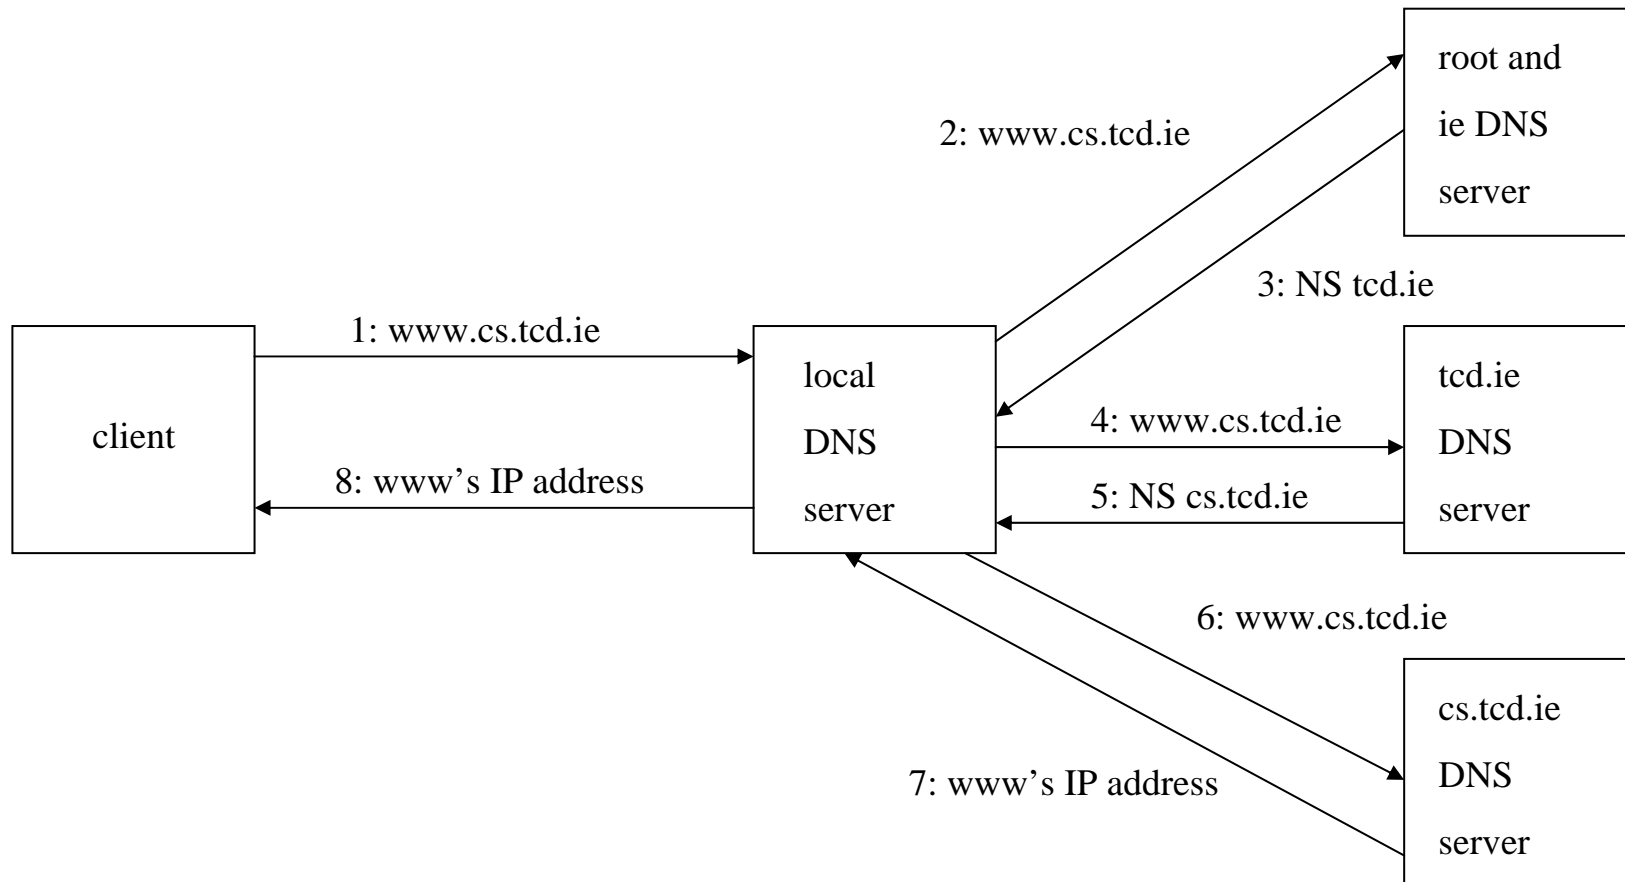 root and
ie DNS
server
2: www.cs.tcd.ie
3: NS tcd.ie
1: www.cs.tcd.ie
client
8: www’s IP address
local
DNS
server
4: www.cs.tcd.ie
5: NS cs.tcd.ie
tcd.ie
DNS
server
6: www.cs.tcd.ie
7: www’s IP address
cs.tcd.ie
DNS
server